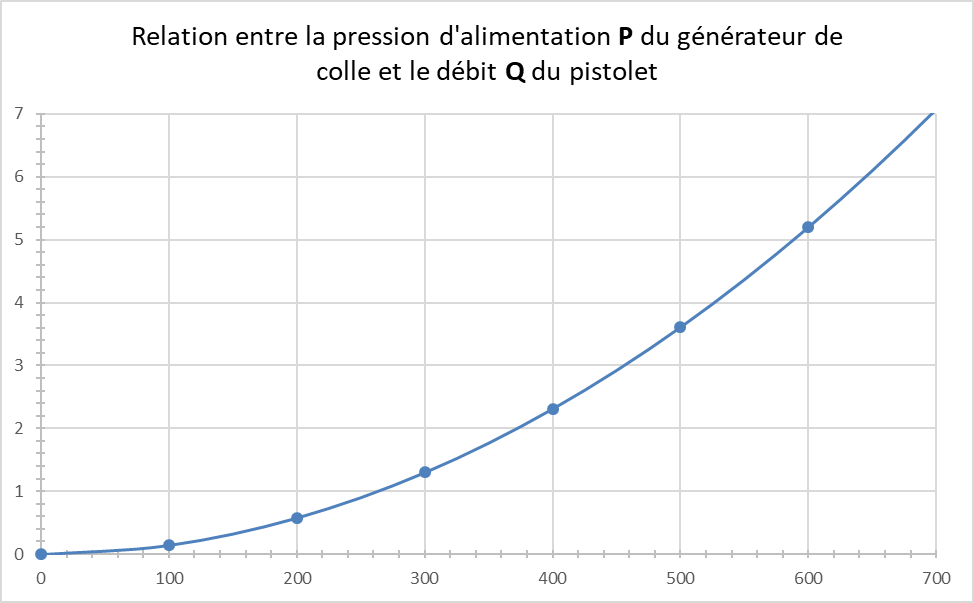 Relation entre la pression d'alimentation P du générateur de
colle et le débit Q du pistolet
7
6
5
4
3
2
1
0
0 100 200 300 400 500 600 700